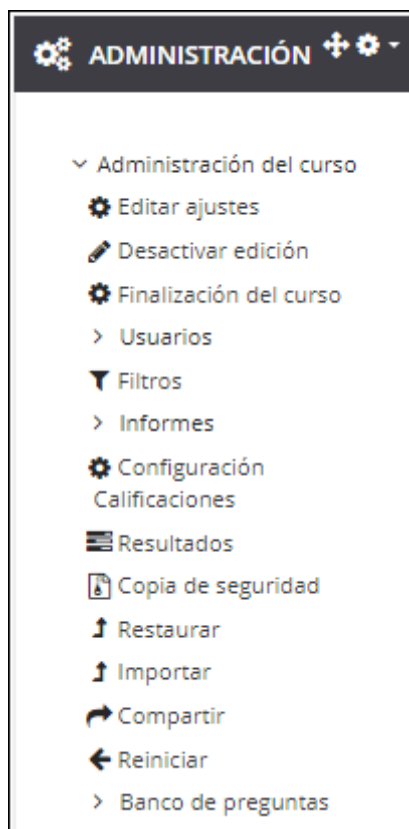 ADMINISTRACIÓN
Administración del curso
Editar ajustes
Desactivar edición
Finalización del curso
Usuarios
Filtros
Informes
Configuración
Calificaciones
Resultados
Copia de seguridad
Restaurar
Importar
Compartir
Reiniciar
Banco de preguntas